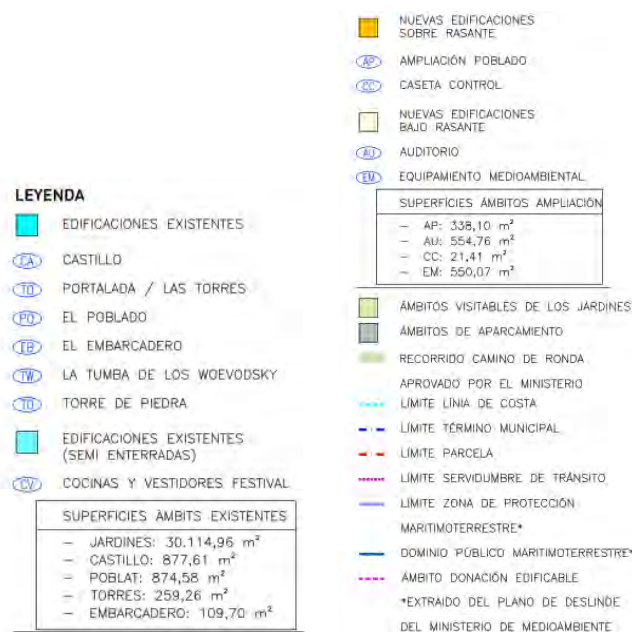 LEYENDA
EDIFICACIONES EXISTENTES
CA CASTILLO
TO PORTALADA / LAS TORRES
PO EL POBLADO
EB EL EMBARCADERO
TW LA TUMBA DE LOS WOEVODSKY
TO TORRE DE PIEDRA
EDIFICACIONES EXISTENTES
(SEMI ENTERRADAS)
CV COCINAS Y VESTIDORES FESTIVAL
SUPERFICIES ÀMBITS EXISTENTES
– JARDINES: 30.114,96 m²
– CASTILLO: 877,61 m²
– POBLAT: 874,58 m²
– TORRES: 259,26 m²
– EMBARCADERO: 109,70 m²
NUEVAS EDIFICACIONES
SOBRE RASANTE
AP AMPLIACIÓN POBLADO
CC CASETA CONTROL
NUEVAS EDIFICACIONES
BAJO RASANTE
AU AUDITORIO
EM EQUIPAMIENTO MEDIOAMBIENTAL
SUPERFÍCIES ÁMBITOS AMPLIACIÓN
– AP: 338,10 m²
– AU: 554,76 m²
– CC: 21,41 m²
– EM: 550,07 m²
ÁMBITOS VISITABLES DE LOS JARDINES
ÁMBITOS DE APARCAMIENTO
RECORRIDO CAMINO DE RONDA
APROVADO POR EL MINISTERIO
LÍMITE LÍNIA DE COSTA
LÍMITE TÉRMINO MUNICIPAL
LÍMITE PARCELA
LÍMITE SERVIDUMBRE DE TRÁNSITO
LÍMITE ZONA DE PROTECCIÓN
MARITIMOTERRESTRE*
DOMINIO PÚBLICO MARITIMOTERRESTRE*
ÁMBITO DONACIÓN EDIFICABLE
*EXTRAIDO DEL PLANO DE DESLINDE
DEL MINISTERIO DE MEDIOAMBIENTE